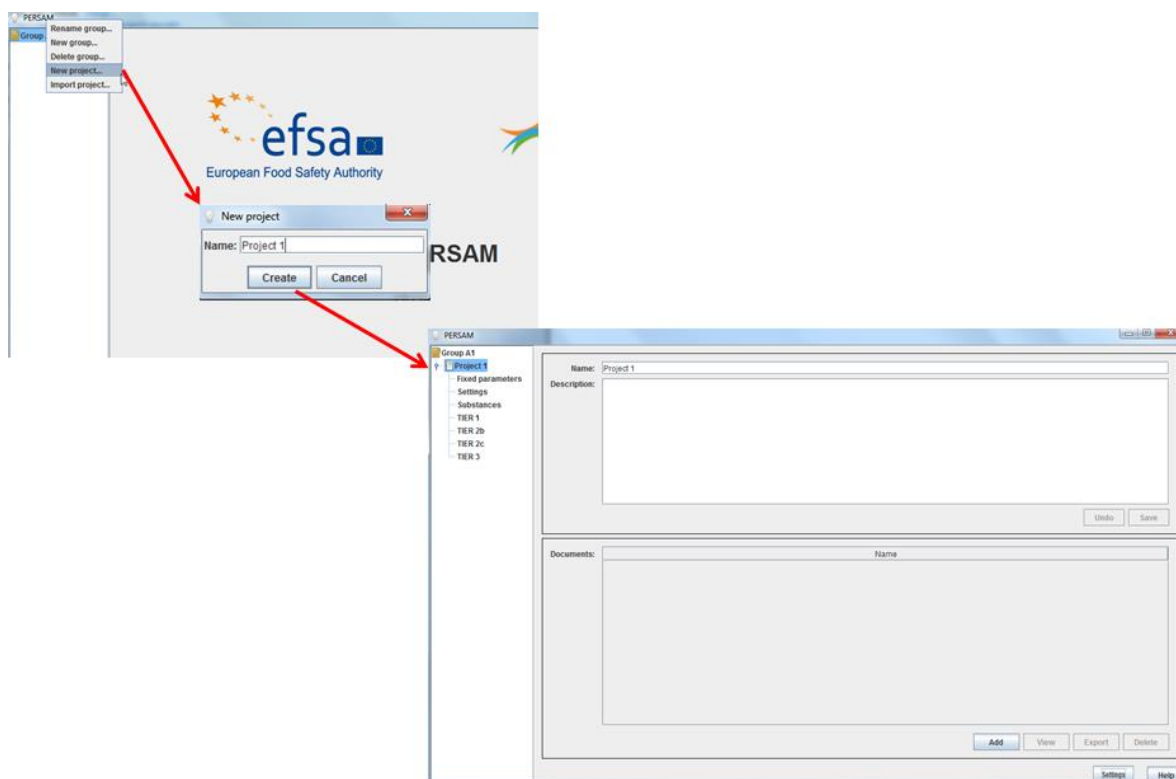 PERSAM
Group
Rename group...
New group...
Delete group...
New project...
Import project...
efsa
European Food Safety Authority
New project
Name: Project 1
RSAM
Create Cancel
PERSAM
Group A1
Project 1
Fixed parameters
Settings
Substances
TIER 1
TIER 2b
TIER 2c
TIER 3
Name: Project 1
Description:
Undo Save
Documents: Name
Add View Export Delete
Settings Help